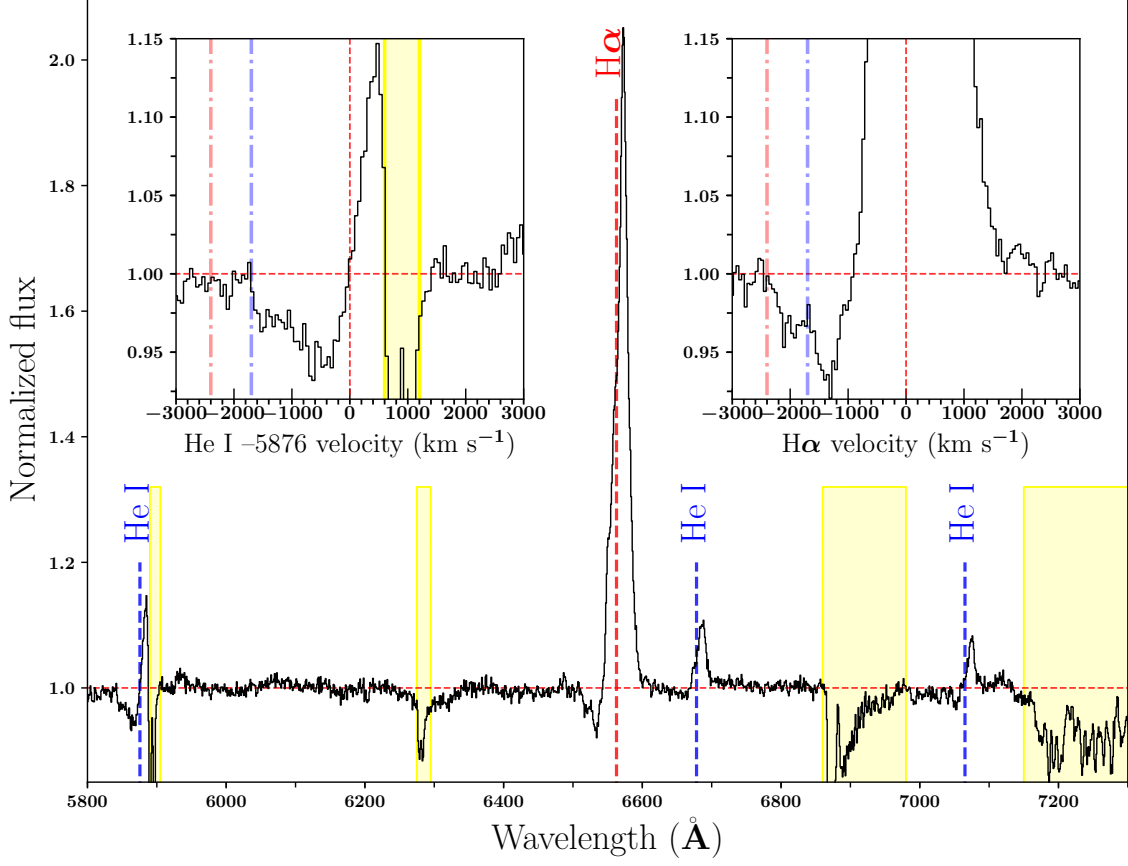 Normalized flux
2.0
1.8
1.6
1.4
1.2
1.0
1.15
1.10
1.05
1.00
0.95
−3000 −2000 −1000 0 1000 2000 3000
He I –5876 velocity (km s−1)
Hα
1.15
1.10
1.05
1.00
0.95
−3000 −2000 −1000 0 1000 2000 3000
Hα velocity (km s−1)
He I
He I
He I
5800 6000 6200 6400 6600 6800 7000 7200
Wavelength (Å)